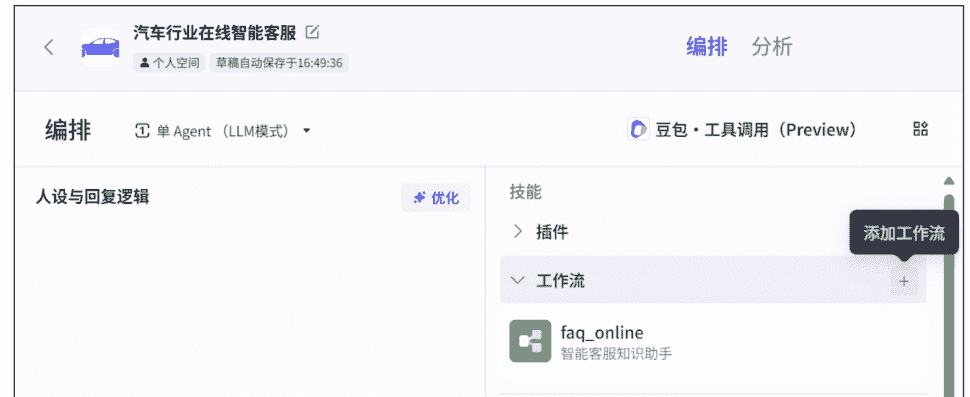 汽车行业在线智能客服
个人空间 草稿自动保存于16:49:36
编排 分析
编排
单 Agent （LLM模式）
豆包・工具调用（Preview）
人设与回复逻辑
优化
技能
插件
添加工作流
工作流
+
faq_online
智能客服知识助手